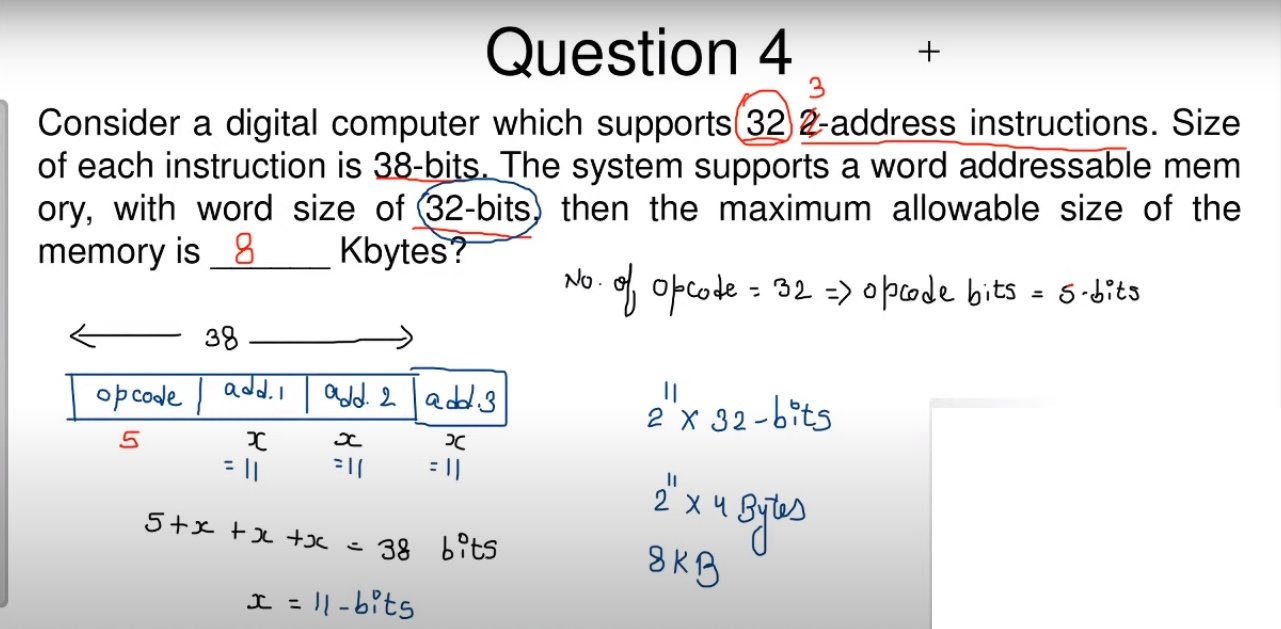 Question 4
3
Consider a digital computer which supports 32 2-address instructions. Size
of each instruction is 38-bits. The system supports a word addressable mem
ory, with word size of 32-bits, then the maximum allowable size of the
memory is 8 Kbytes?
No. of opcode = 32 => opcode bits = 5-bits
38
opcode | add.1 | add. 2 | add.3
5 x x x
=11 =11 =11
5+x +x +x = 38 bits
x = 11-bits
2^11 x 32-bits
2^11 x 4 Bytes
8KB